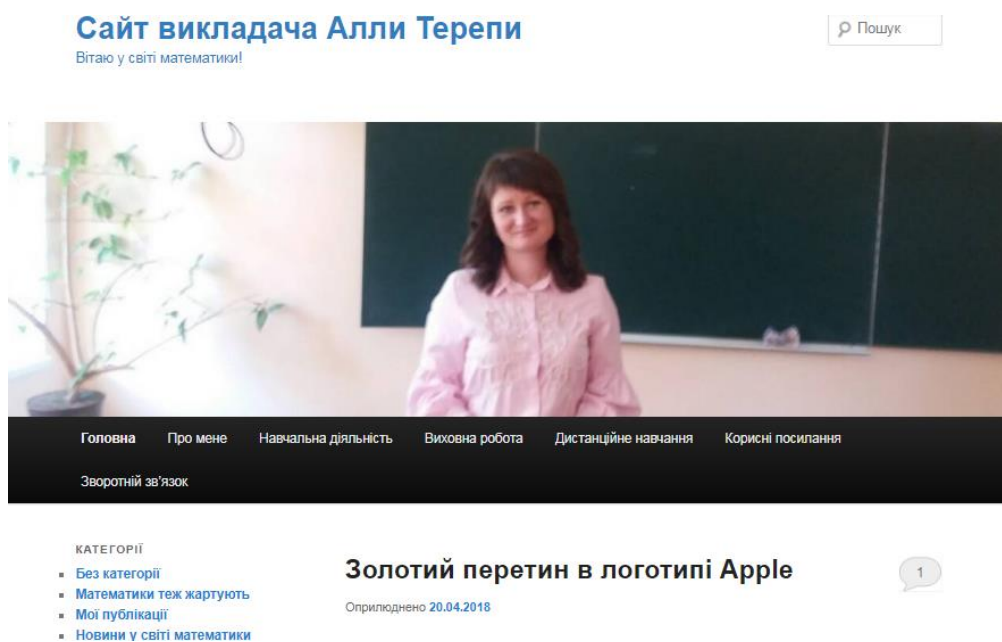 Сайт викладача Алли Терепи
Вітаю у світі математики!
Пошук
Головна Про мене Навчальна діяльність Виховна робота Дистанційне навчання Корисні посилання
Зворотній зв'язок
КАТЕГОРІЇ
Без категорії
Математики теж жартують
Мої публікації
Новини у світі математики
Золотий перетин в логотипі Apple
1
Оприлюднено 20.04.2018